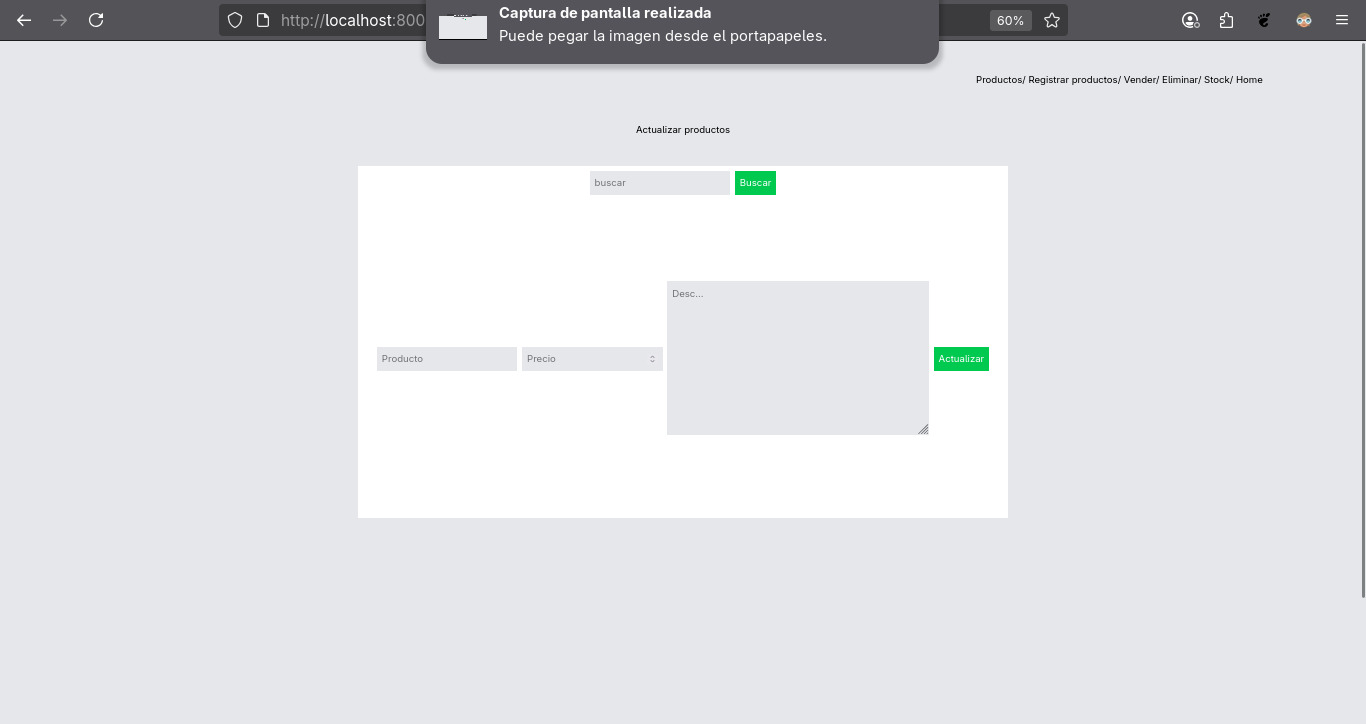 http://localhost:800
Captura de pantalla realizada
Puede pegar la imagen desde el portapapeles.
60%
Productos/ Registrar productos/ Vender/ Eliminar/ Stock/ Home
Actualizar productos
buscar
Buscar
Desc...
Producto
Precio
Actualizar